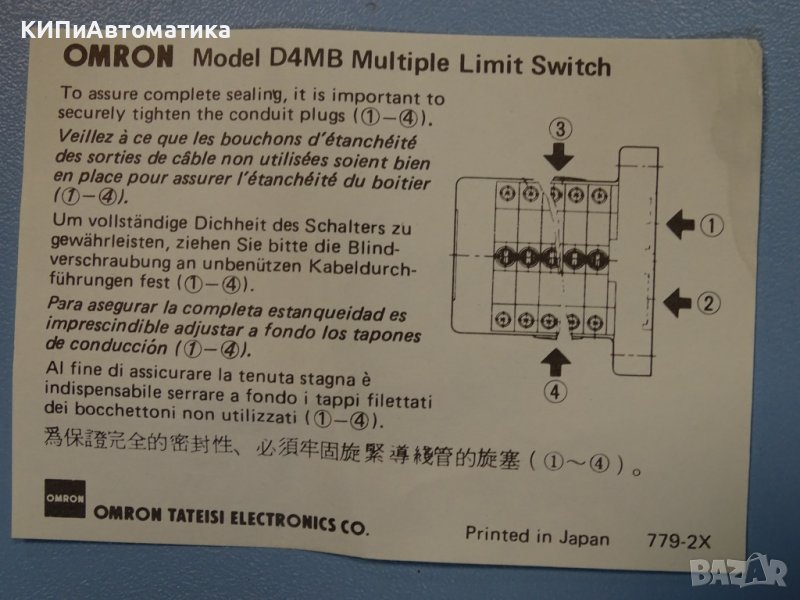 КИПиАвтоматика
OMRON Model D4MB Multiple Limit Switch
To assure complete sealing, it is important to
securely tighten the conduit plugs (①–④).
Veillez à ce que les bouchons d'étanchéité
des sorties de câble non utilisées soient bien
en place pour assurer l'étanchéité du boitier
(①–④).
Um vollständige Dichheit des Schalters zu
gewährleisten, ziehen Sie bitte die Blind-
verschraubung an unbenützen Kabeldurch-
führungen fest (①–④).
Para asegurar la completa estanqueidad es
imprescindible adjustar a fondo los tapones
de conducción (①–④).
Al fine di assicurare la tenuta stagna è
indispensabile serrare a fondo i tappi filettati
dei bocchettoni non utilizzati (①–④).
爲保證完全的密封性、必須牢固旋緊導綫管的旋塞(①~④)。
③
①
②
④
OMRON
OMRON TATEISI ELECTRONICS CO.
Printed in Japan 779-2X
BAZAR